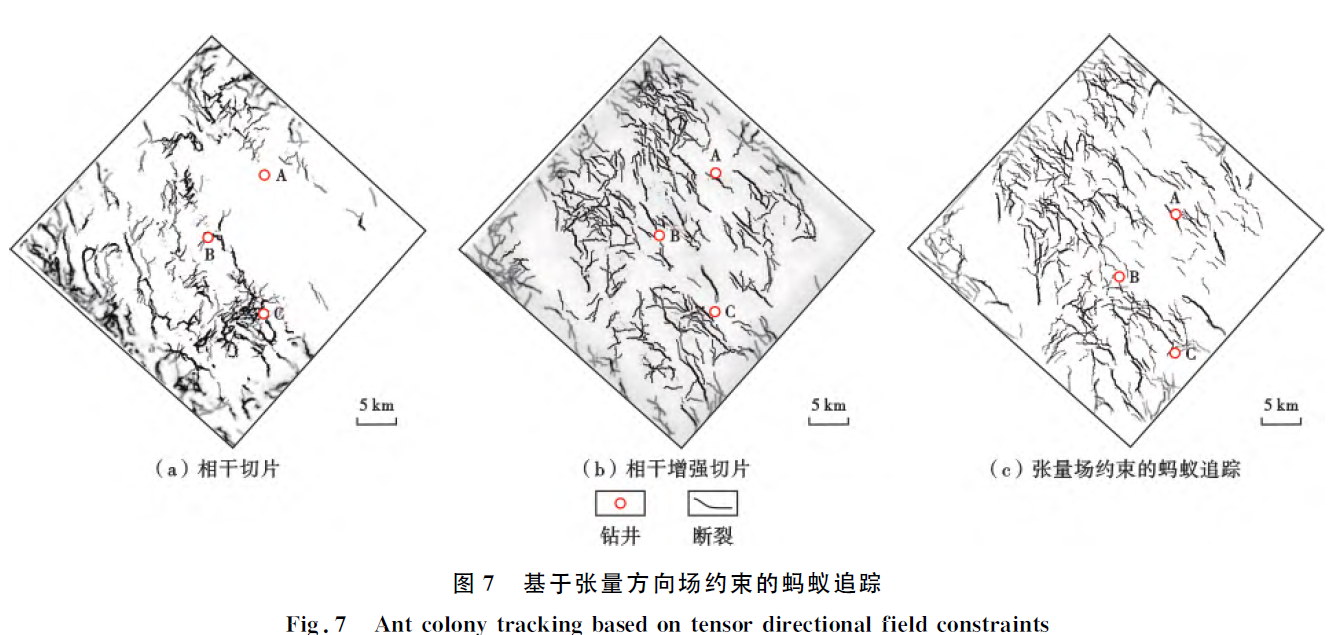 A
B
C
5 km
(a)相干切片
A
B
C
5 km
(b)相干增强切片
A
B
C
5 km
(c)张量场约束的蚂蚁追踪
钻井
断裂
图 7 基于张量方向场约束的蚂蚁追踪
Fig. 7 Ant colony tracking based on tensor directional field constraints